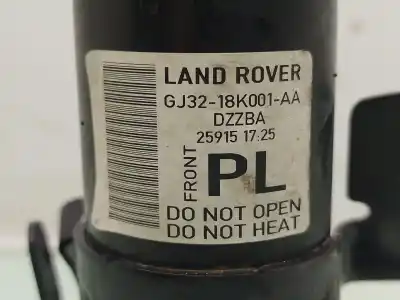 LAND ROVER
GJ32-18K001-AA
DZZBA
25915 17:25
FRONT
PL
DO NOT OPEN
DO NOT HEAT